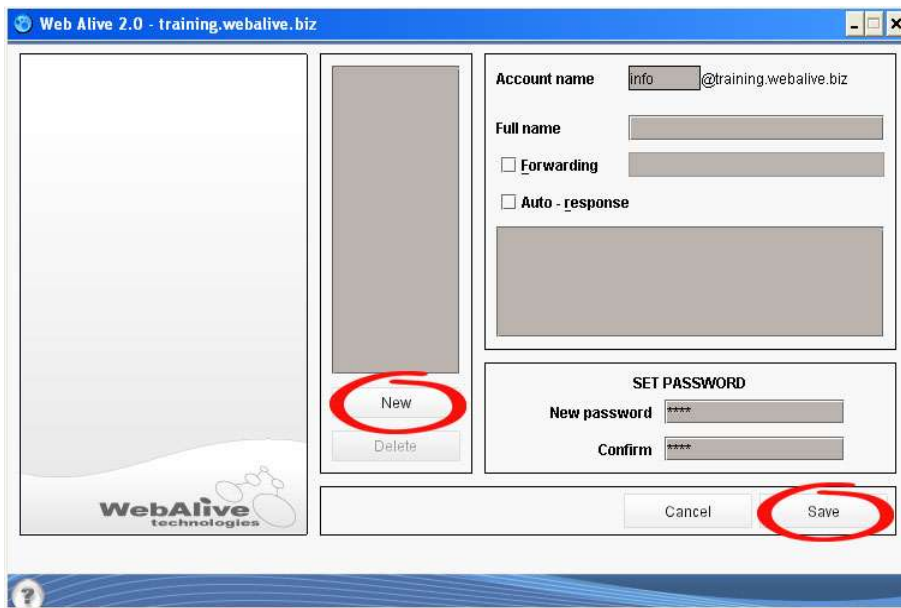 Web Alive 2.0 - training.webalive.biz
Account name info @training.webalive.biz
Full name
Forwarding
Auto - response
New
Delete
SET PASSWORD
New password ****
Confirm ****
WebAlive
technologies
Cancel Save
?